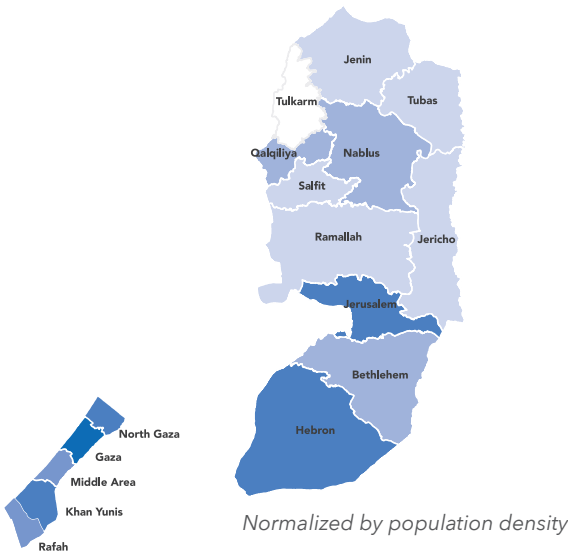 Jenin
Tulkarm
Tubas
Qalqiliya
Nablus
Salfit
Ramallah
Jericho
Jerusalem
Bethlehem
Hebron
North Gaza
Gaza
Middle Area
Khan Yunis
Rafah
Normalized by population density